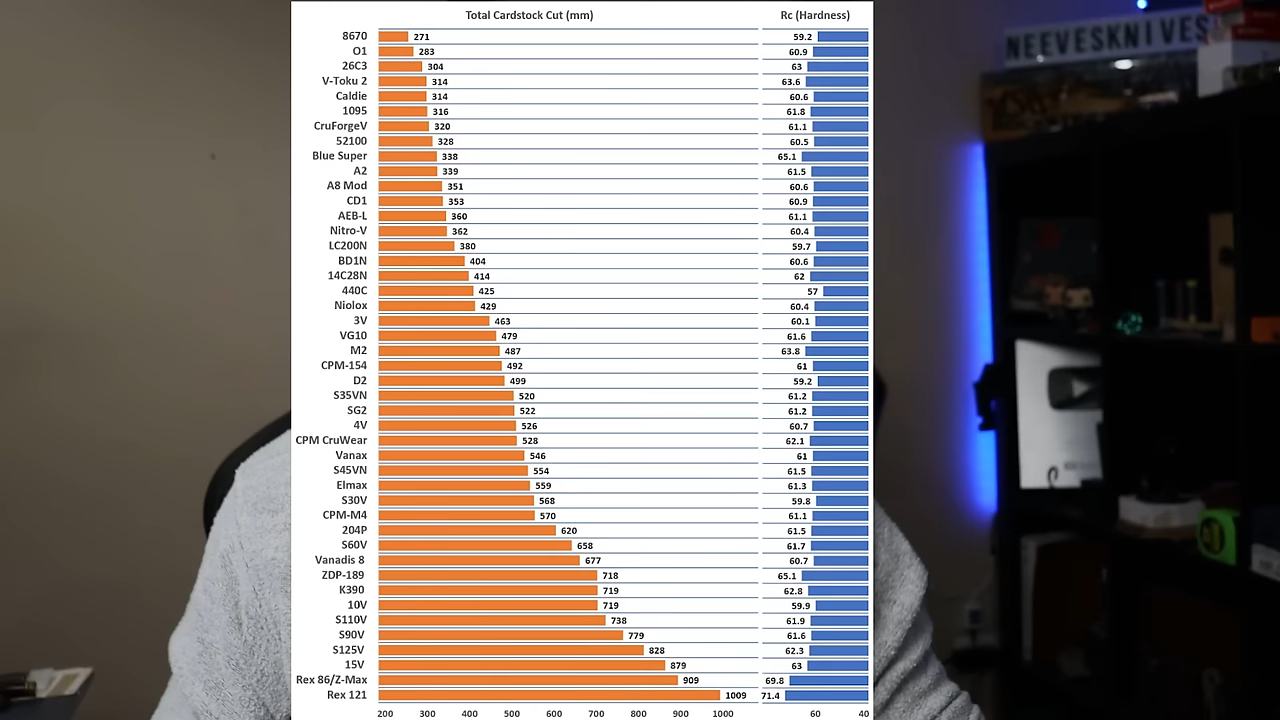 Total Cardstock Cut (mm) Rc (Hardness)
8670 271 59.2
O1 283 60.9
26C3 304 63
V-Toku 2 314 63.6
Caldie 314 60.6
1095 316 61.8
CruForgeV 320 61.1
52100 328 60.5
Blue Super 338 65.1
A2 339 61.5
A8 Mod 351 60.6
CD1 353 60.9
AEB-L 360 61.1
Nitro-V 362 60.4
LC200N 380 59.7
BD1N 404 60.6
14C28N 414 62
440C 425 57
Niolox 429 60.4
3V 463 60.1
VG10 479 61.6
M2 487 63.8
CPM-154 492 61
D2 499 59.2
S35VN 520 61.2
SG2 522 61.2
4V 526 60.7
CPM CruWear 528 62.1
Vanax 546 61
S45VN 554 61.5
Elmax 559 61.3
S30V 568 59.8
CPM-M4 570 61.1
204P 620 61.5
S60V 658 61.7
Vanadis 8 677 60.7
ZDP-189 718 65.1
K390 719 62.8
10V 719 59.9
S110V 738 61.9
S90V 779 61.6
S125V 828 62.3
15V 879 63
Rex 86/Z-Max 909 69.8
Rex 121 1009 71.4
200 300 400 500 600 700 800 900 1000 60 40
NEEVESKNIVES